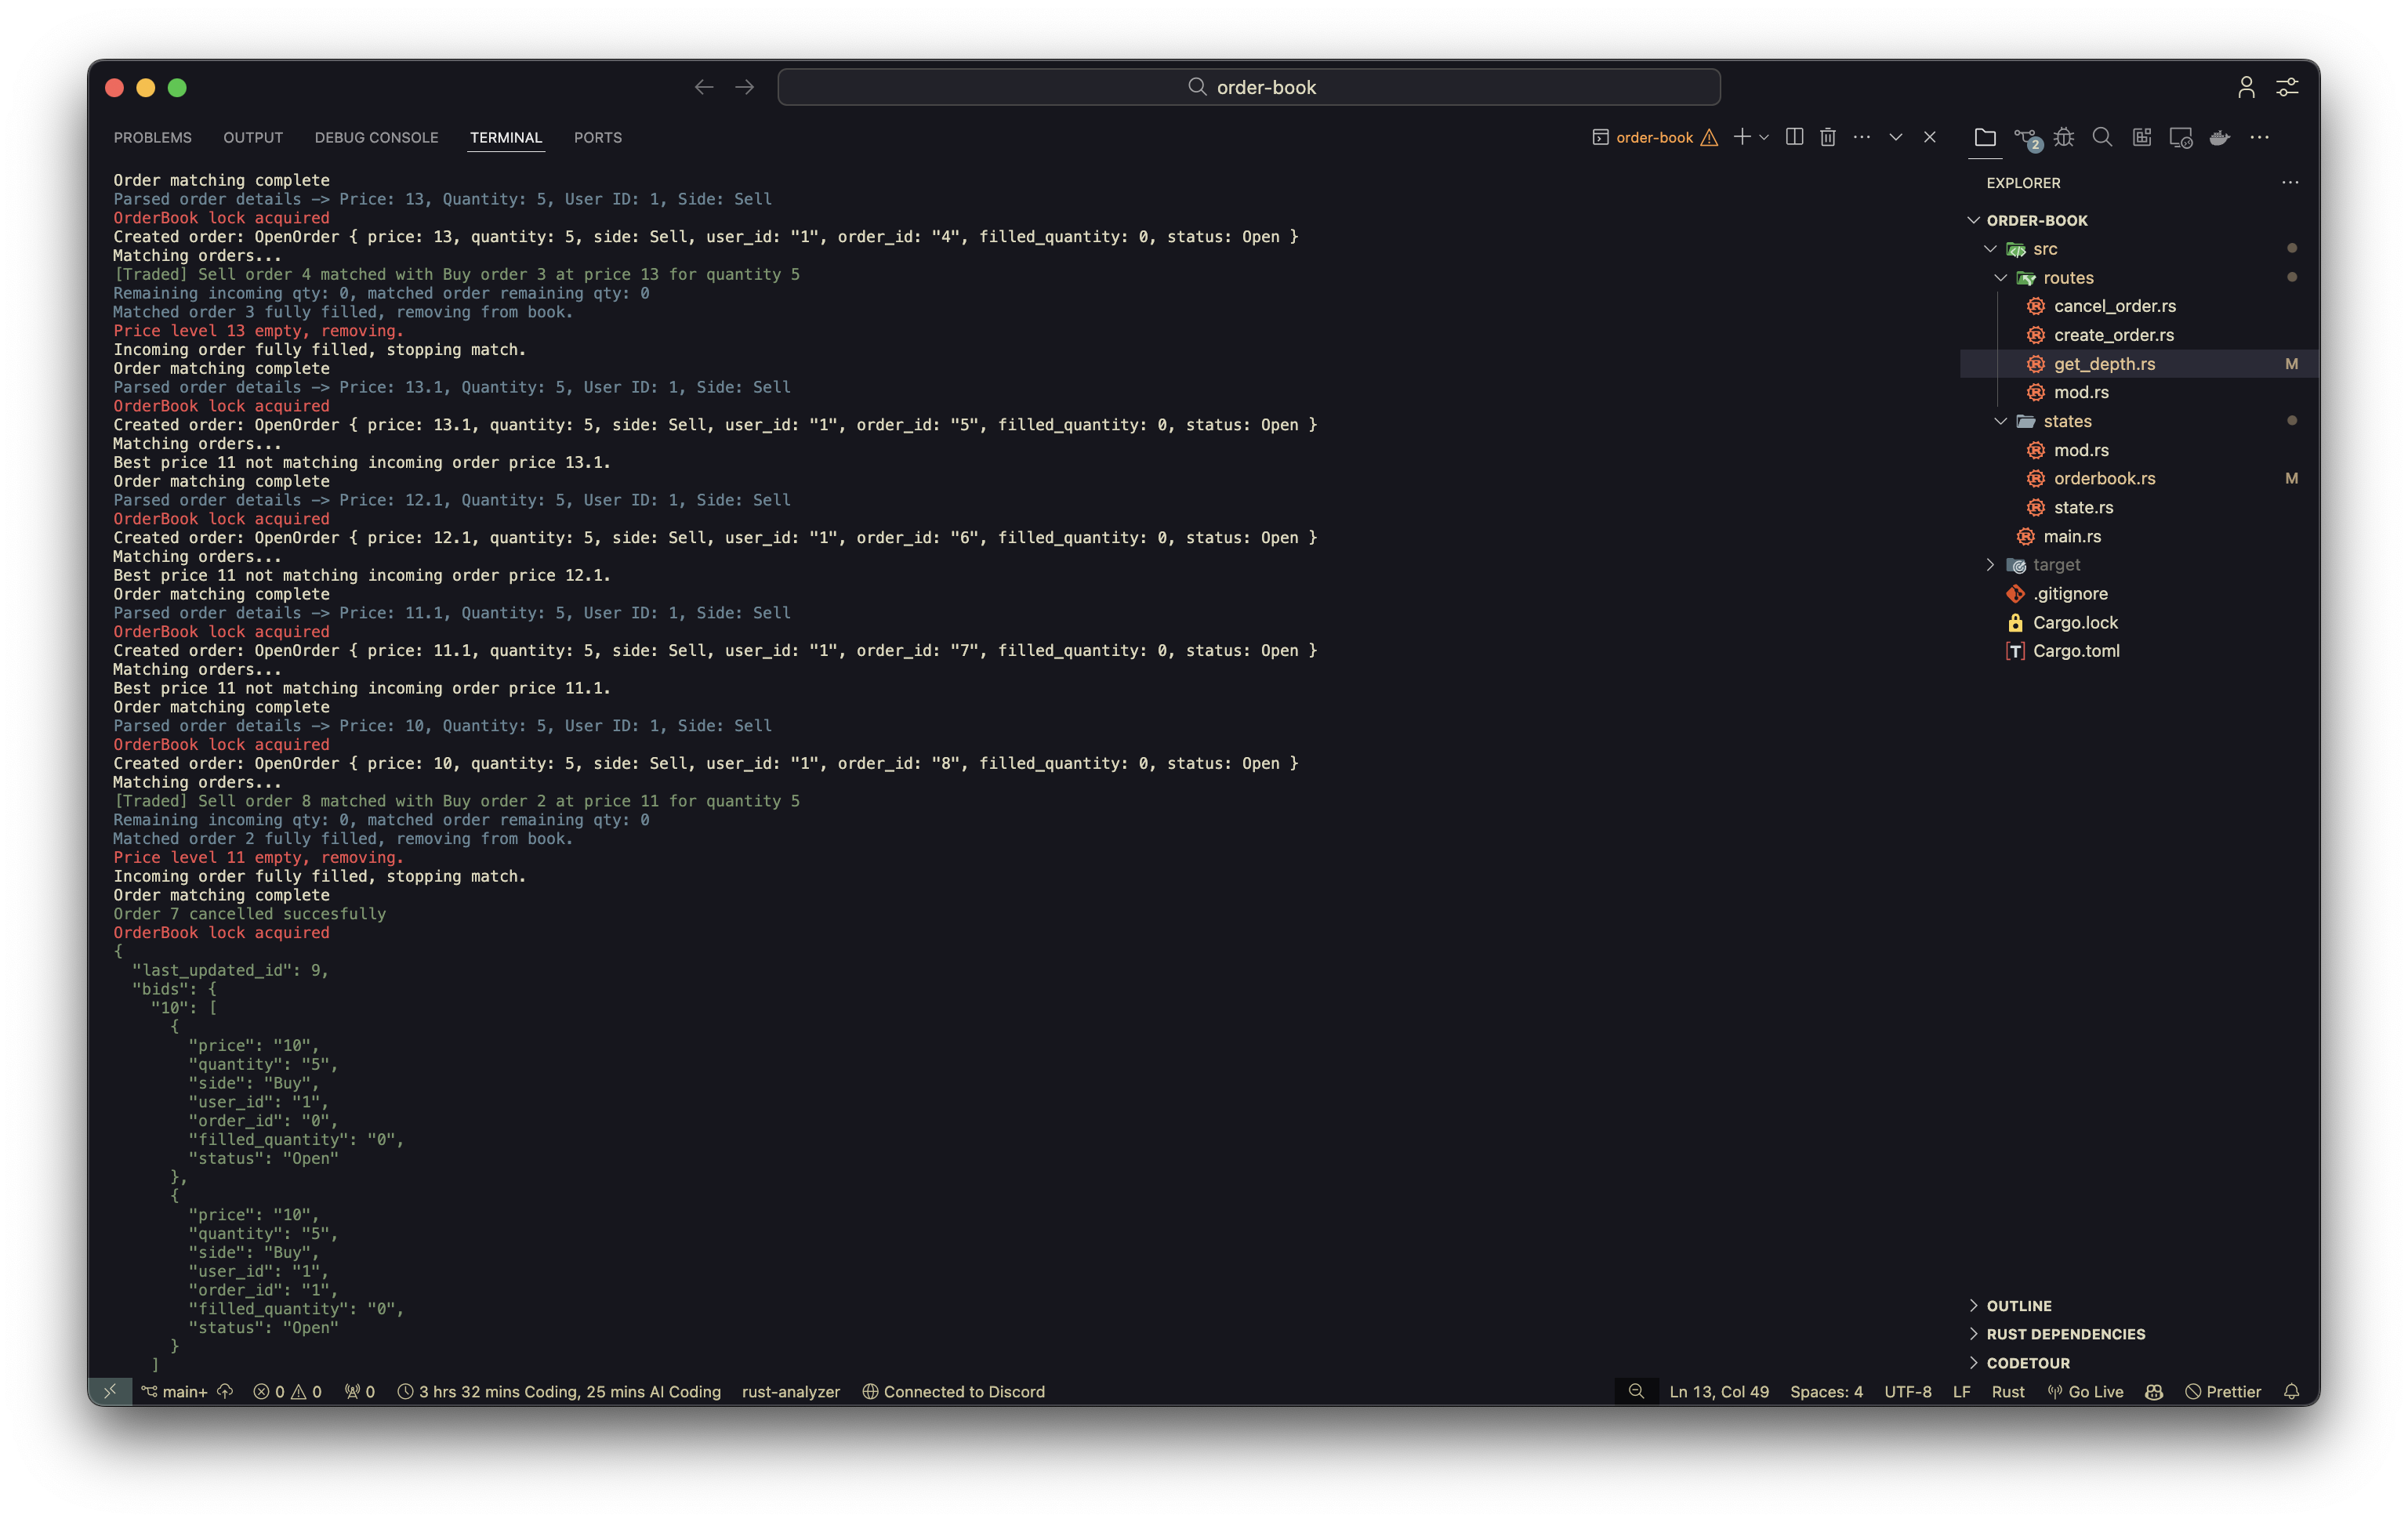 order-book
PROBLEMS OUTPUT DEBUG CONSOLE TERMINAL PORTS
order-book
2
Order matching complete
Parsed order details -> Price: 13, Quantity: 5, User ID: 1, Side: Sell
OrderBook lock acquired
Created order: OpenOrder { price: 13, quantity: 5, side: Sell, user_id: "1", order_id: "4", filled_quantity: 0, status: Open }
Matching orders...
[Traded] Sell order 4 matched with Buy order 3 at price 13 for quantity 5
Remaining incoming qty: 0, matched order remaining qty: 0
Matched order 3 fully filled, removing from book.
Price level 13 empty, removing.
Incoming order fully filled, stopping match.
Order matching complete
Parsed order details -> Price: 13.1, Quantity: 5, User ID: 1, Side: Sell
OrderBook lock acquired
Created order: OpenOrder { price: 13.1, quantity: 5, side: Sell, user_id: "1", order_id: "5", filled_quantity: 0, status: Open }
Matching orders...
Best price 11 not matching incoming order price 13.1.
Order matching complete
Parsed order details -> Price: 12.1, Quantity: 5, User ID: 1, Side: Sell
OrderBook lock acquired
Created order: OpenOrder { price: 12.1, quantity: 5, side: Sell, user_id: "1", order_id: "6", filled_quantity: 0, status: Open }
Matching orders...
Best price 11 not matching incoming order price 12.1.
Order matching complete
Parsed order details -> Price: 11.1, Quantity: 5, User ID: 1, Side: Sell
OrderBook lock acquired
Created order: OpenOrder { price: 11.1, quantity: 5, side: Sell, user_id: "1", order_id: "7", filled_quantity: 0, status: Open }
Matching orders...
Best price 11 not matching incoming order price 11.1.
Order matching complete
Parsed order details -> Price: 10, Quantity: 5, User ID: 1, Side: Sell
OrderBook lock acquired
Created order: OpenOrder { price: 10, quantity: 5, side: Sell, user_id: "1", order_id: "8", filled_quantity: 0, status: Open }
Matching orders...
[Traded] Sell order 8 matched with Buy order 2 at price 11 for quantity 5
Remaining incoming qty: 0, matched order remaining qty: 0
Matched order 2 fully filled, removing from book.
Price level 11 empty, removing.
Incoming order fully filled, stopping match.
Order matching complete
Order 7 cancelled succesfully
OrderBook lock acquired
{
"last_updated_id": 9,
"bids": {
"10": [
{
"price": "10",
"quantity": "5",
"side": "Buy",
"user_id": "1",
"order_id": "0",
"filled_quantity": "0",
"status": "Open"
},
{
"price": "10",
"quantity": "5",
"side": "Buy",
"user_id": "1",
"order_id": "1",
"filled_quantity": "0",
"status": "Open"
}
]
EXPLORER
ORDER-BOOK
src
routes
cancel_order.rs
create_order.rs
get_depth.rs M
mod.rs
states
mod.rs
orderbook.rs M
state.rs
main.rs
target
.gitignore
Cargo.lock
[T] Cargo.toml
OUTLINE
RUST DEPENDENCIES
CODETOUR
main+ 0 0 0 3 hrs 32 mins Coding, 25 mins AI Coding rust-analyzer Connected to Discord Ln 13, Col 49 Spaces: 4 UTF-8 LF Rust Go Live Prettier